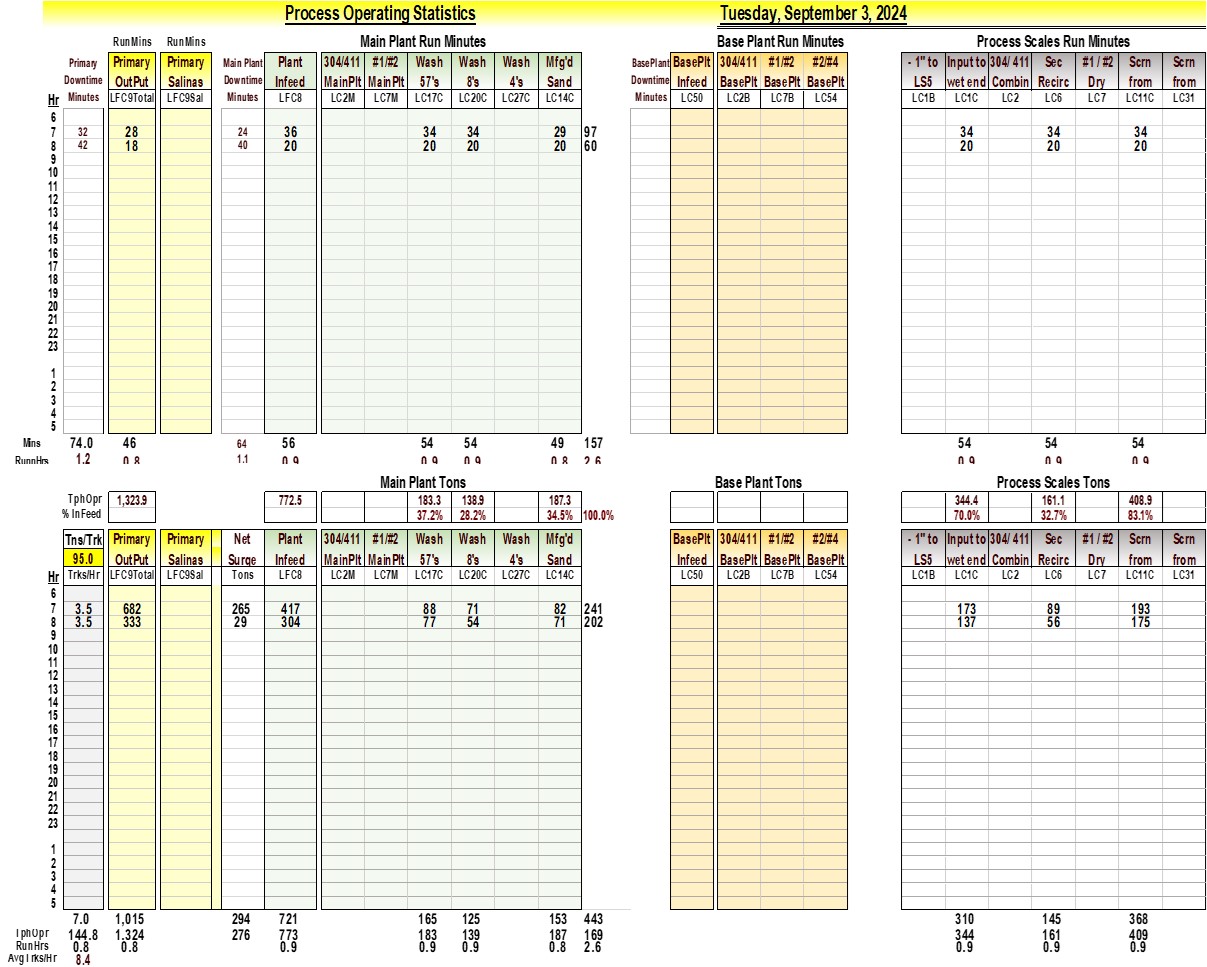 Process Operating Statistics Tuesday, September 3, 2024
RunMins RunMins Main Plant Run Minutes Base Plant Run Minutes Process Scales Run Minutes
Primary Primary Primary Main Plant Plant 304/411 #1/#2 Wash Wash Wash Mfg'd BasePlant BasePlt 304/411 #1/#2 #2/#4 - 1" to Input to 304/ 411 Sec #1 / #2 Scrn Scrn
Downtime OutPut Salinas Downtime Infeed MainPlt MainPlt 57's 8's 4's Sand Downtime Infeed BasePlt BasePlt BasePlt LS5 wet end Combin Recirc Dry from from
Hr Minutes LFC9Total LFC9Sal Minutes LFC8 LC2M LC7M LC17C LC20C LC27C LC14C Minutes LC50 LC2B LC7B LC54 LC1B LC1C LC2 LC6 LC7 LC11C LC31
6
7 32 28 24 36 34 34 29 97 34 34 34
8 42 18 40 20 20 20 20 60 20 20 20
9
10
11
12
13
14
15
16
17
18
19
20
21
22
23
1
2
3
4
5
Mins 74.0 46 64 56 54 54 49 157 54 54 54
RunnHrs 1.2 0.8 1.1 0.9 0.9 0.9 0.8 2.6 0.9 0.9 0.9
Main Plant Tons Base Plant Tons Process Scales Tons
TphOpr 1,323.9 772.5 183.3 138.9 187.3 344.4 161.1 408.9
% InFeed 37.2% 28.2% 34.5% 100.0% 70.0% 32.7% 83.1%
Tns/Trk Primary Primary Net Plant 304/411 #1/#2 Wash Wash Wash Mfg'd BasePlt 304/411 #1/#2 #2/#4 - 1" to Input to 304/ 411 Sec #1 / #2 Scrn Scrn
95.0 OutPut Salinas Surge Infeed MainPlt MainPlt 57's 8's 4's Sand Infeed BasePlt BasePlt BasePlt LS5 wet end Combin Recirc Dry from from
Hr Trks/Hr LFC9Total LFC9Sal Tons LFC8 LC2M LC7M LC17C LC20C LC27C LC14C LC50 LC2B LC7B LC54 LC1B LC1C LC2 LC6 LC7 LC11C LC31
6
7 3.5 682 265 417 88 71 82 241 173 89 193
8 3.5 333 29 304 77 54 71 202 137 56 175
9
10
11
12
13
14
15
16
17
18
19
20
21
22
23
1
2
3
4
5
7.0 1,015 294 721 165 125 153 443 310 145 368
TphOpr 144.8 1,324 276 773 183 139 187 169 344 161 409
RunHrs 0.8 0.8 0.9 0.9 0.9 0.8 2.6 0.9 0.9 0.9
AvgTrks/Hr 8.4